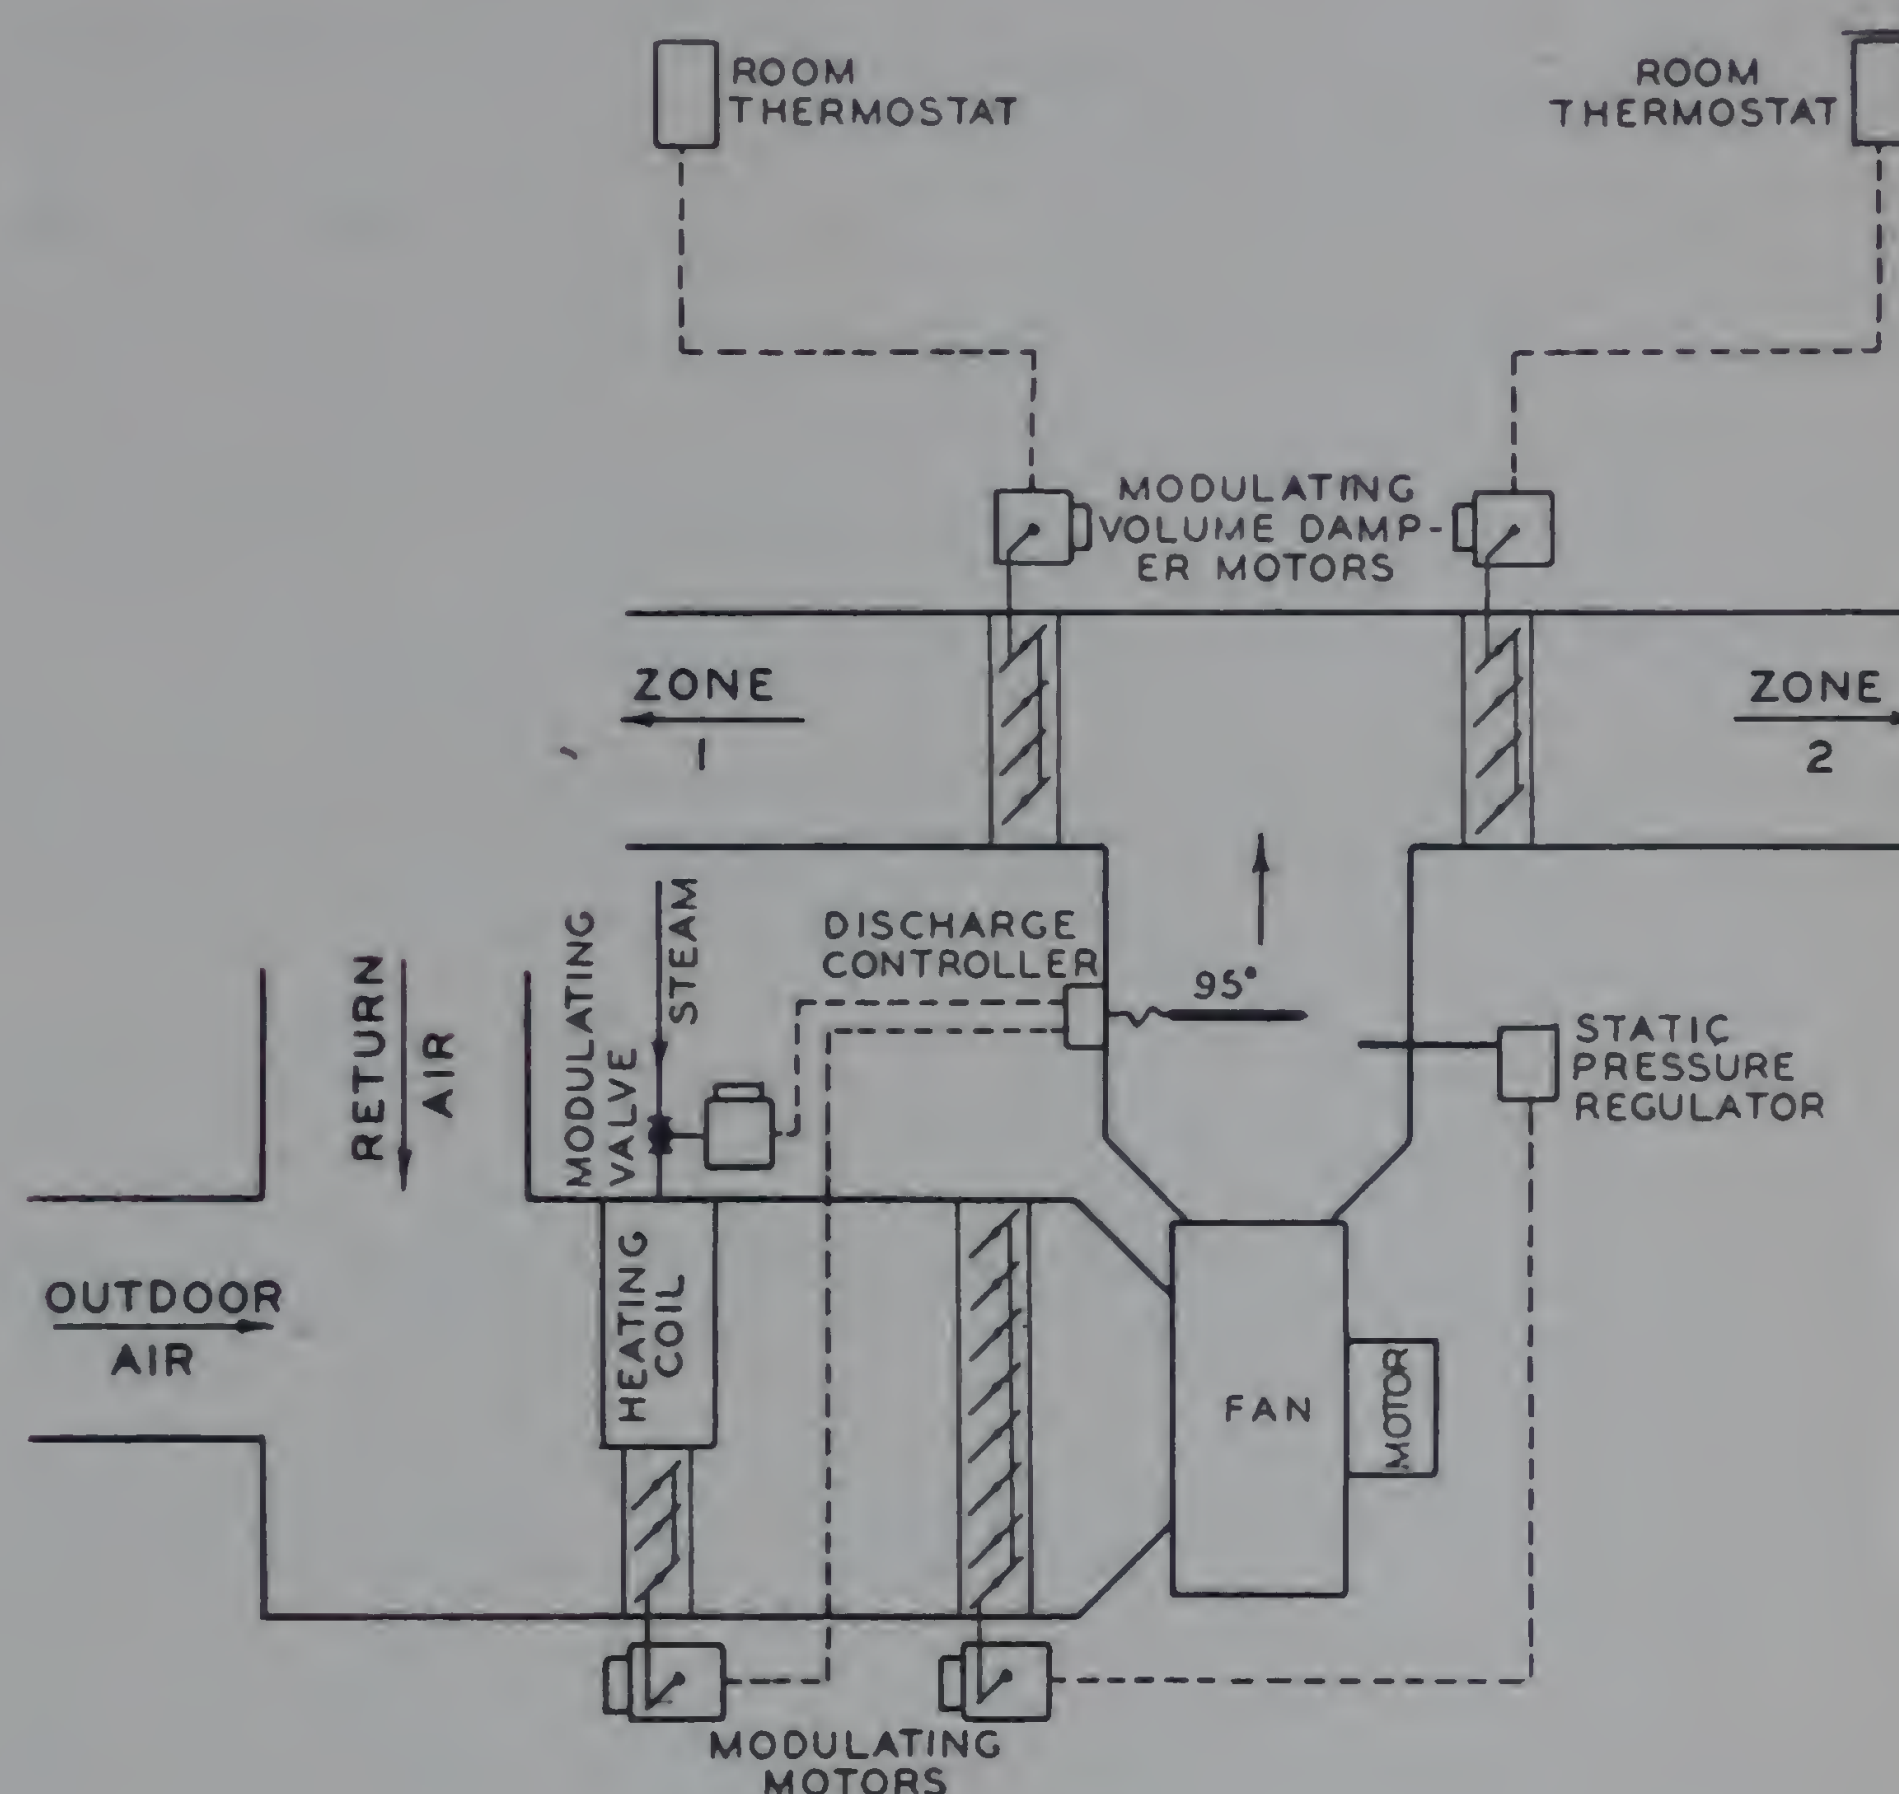 ROOM
THERMOSTAT
ROOM
THERMOSTAT
MODULATING
VOLUME DAMP-
ER MOTORS
ZONE
1
ZONE
2
DISCHARGE
CONTROLLER
95°
STEAM
MODULATING
VALVE
RETURN
AIR
STATIC
PRESSURE
REGULATOR
OUTDOOR
AIR
HEATING
COIL
FAN
MOTOR
MODULATING
MOTORS